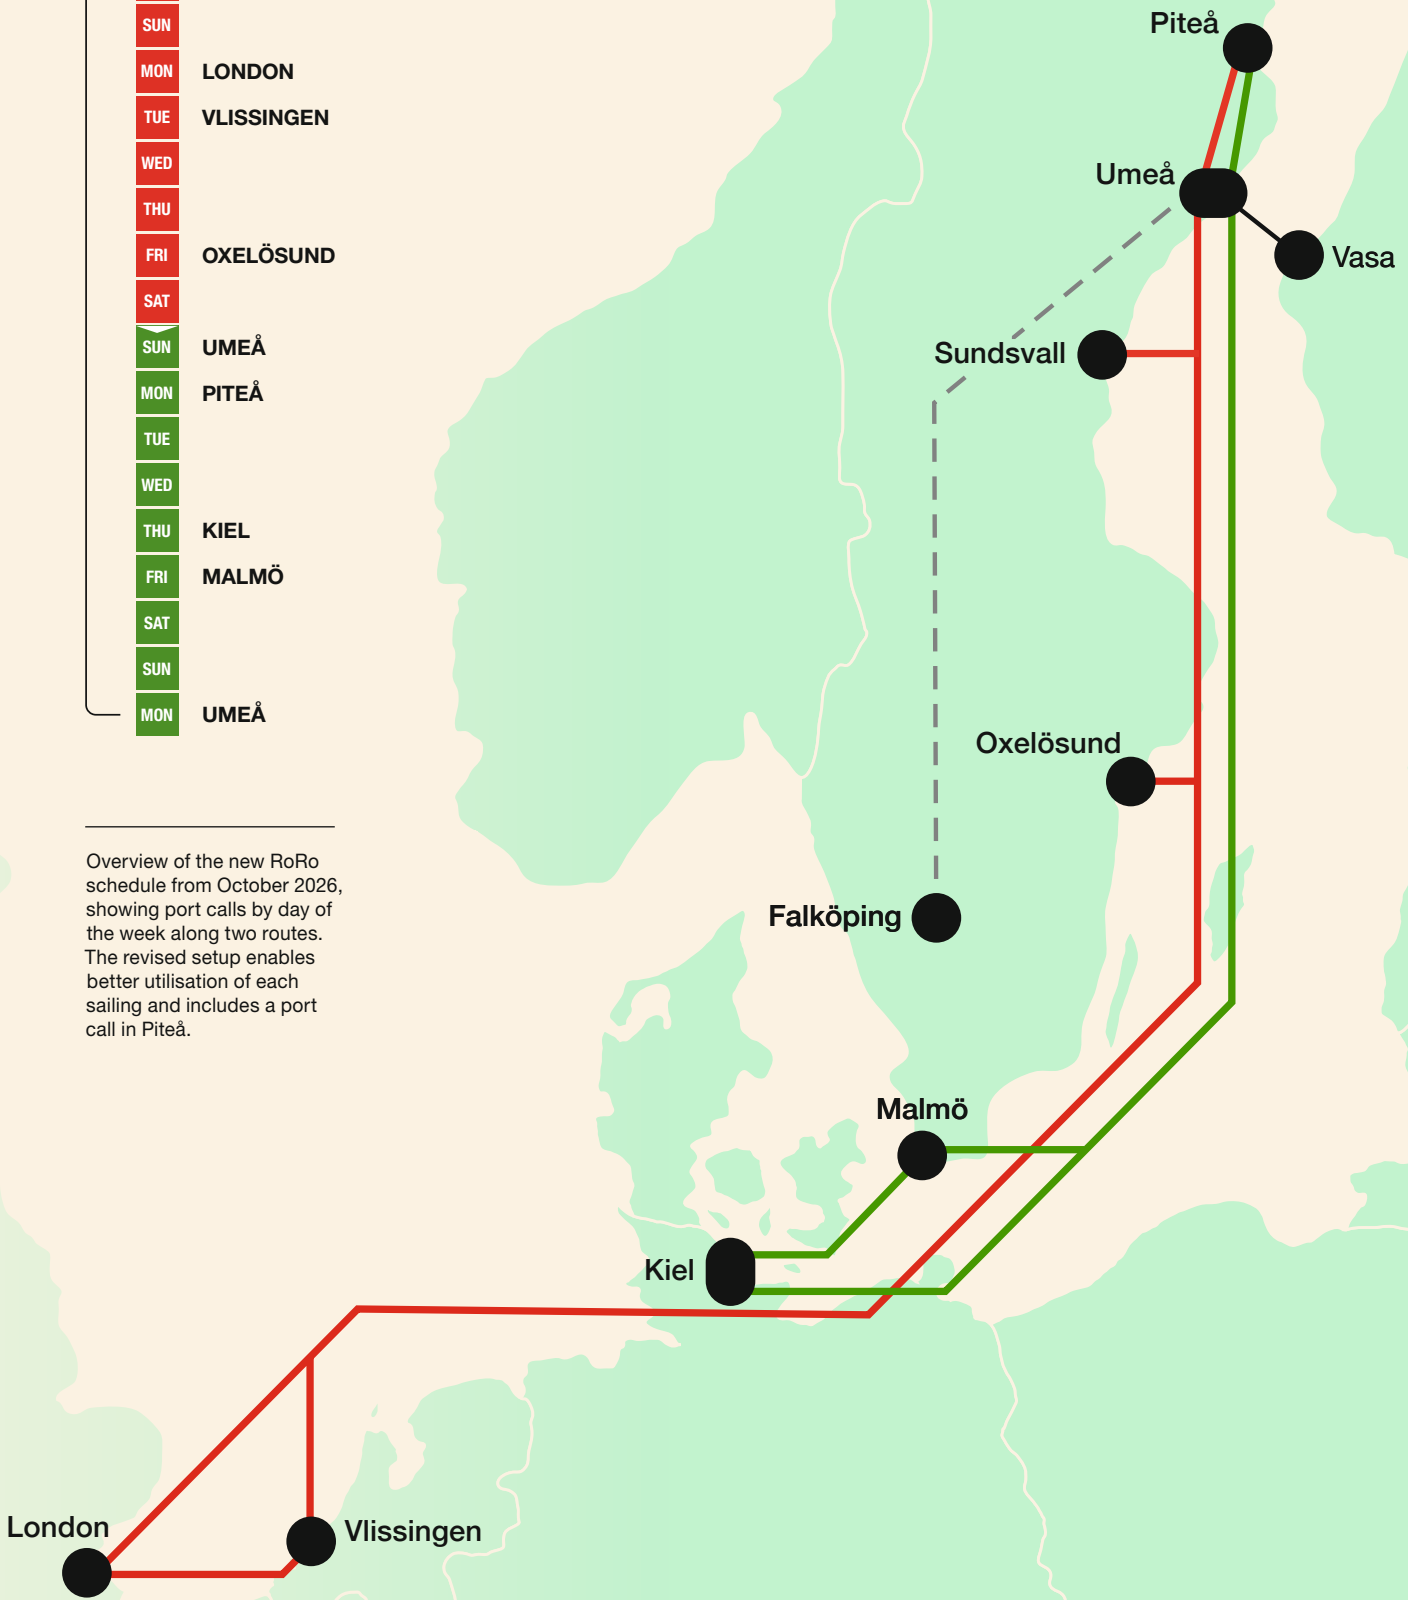 SUN
MON LONDON
TUE VLISSINGEN
WED
THU
FRI OXELÖSUND
SAT
SUN UMEÅ
MON PITEÅ
TUE
WED
THU KIEL
FRI MALMÖ
SAT
SUN
MON UMEÅ
Overview of the new RoRo
schedule from October 2026,
showing port calls by day of
the week along two routes.
The revised setup enables
better utilisation of each
sailing and includes a port
call in Piteå.
Piteå
Umeå
Vasa
Sundsvall
Oxelösund
Falköping
Malmö
Kiel
London
Vlissingen